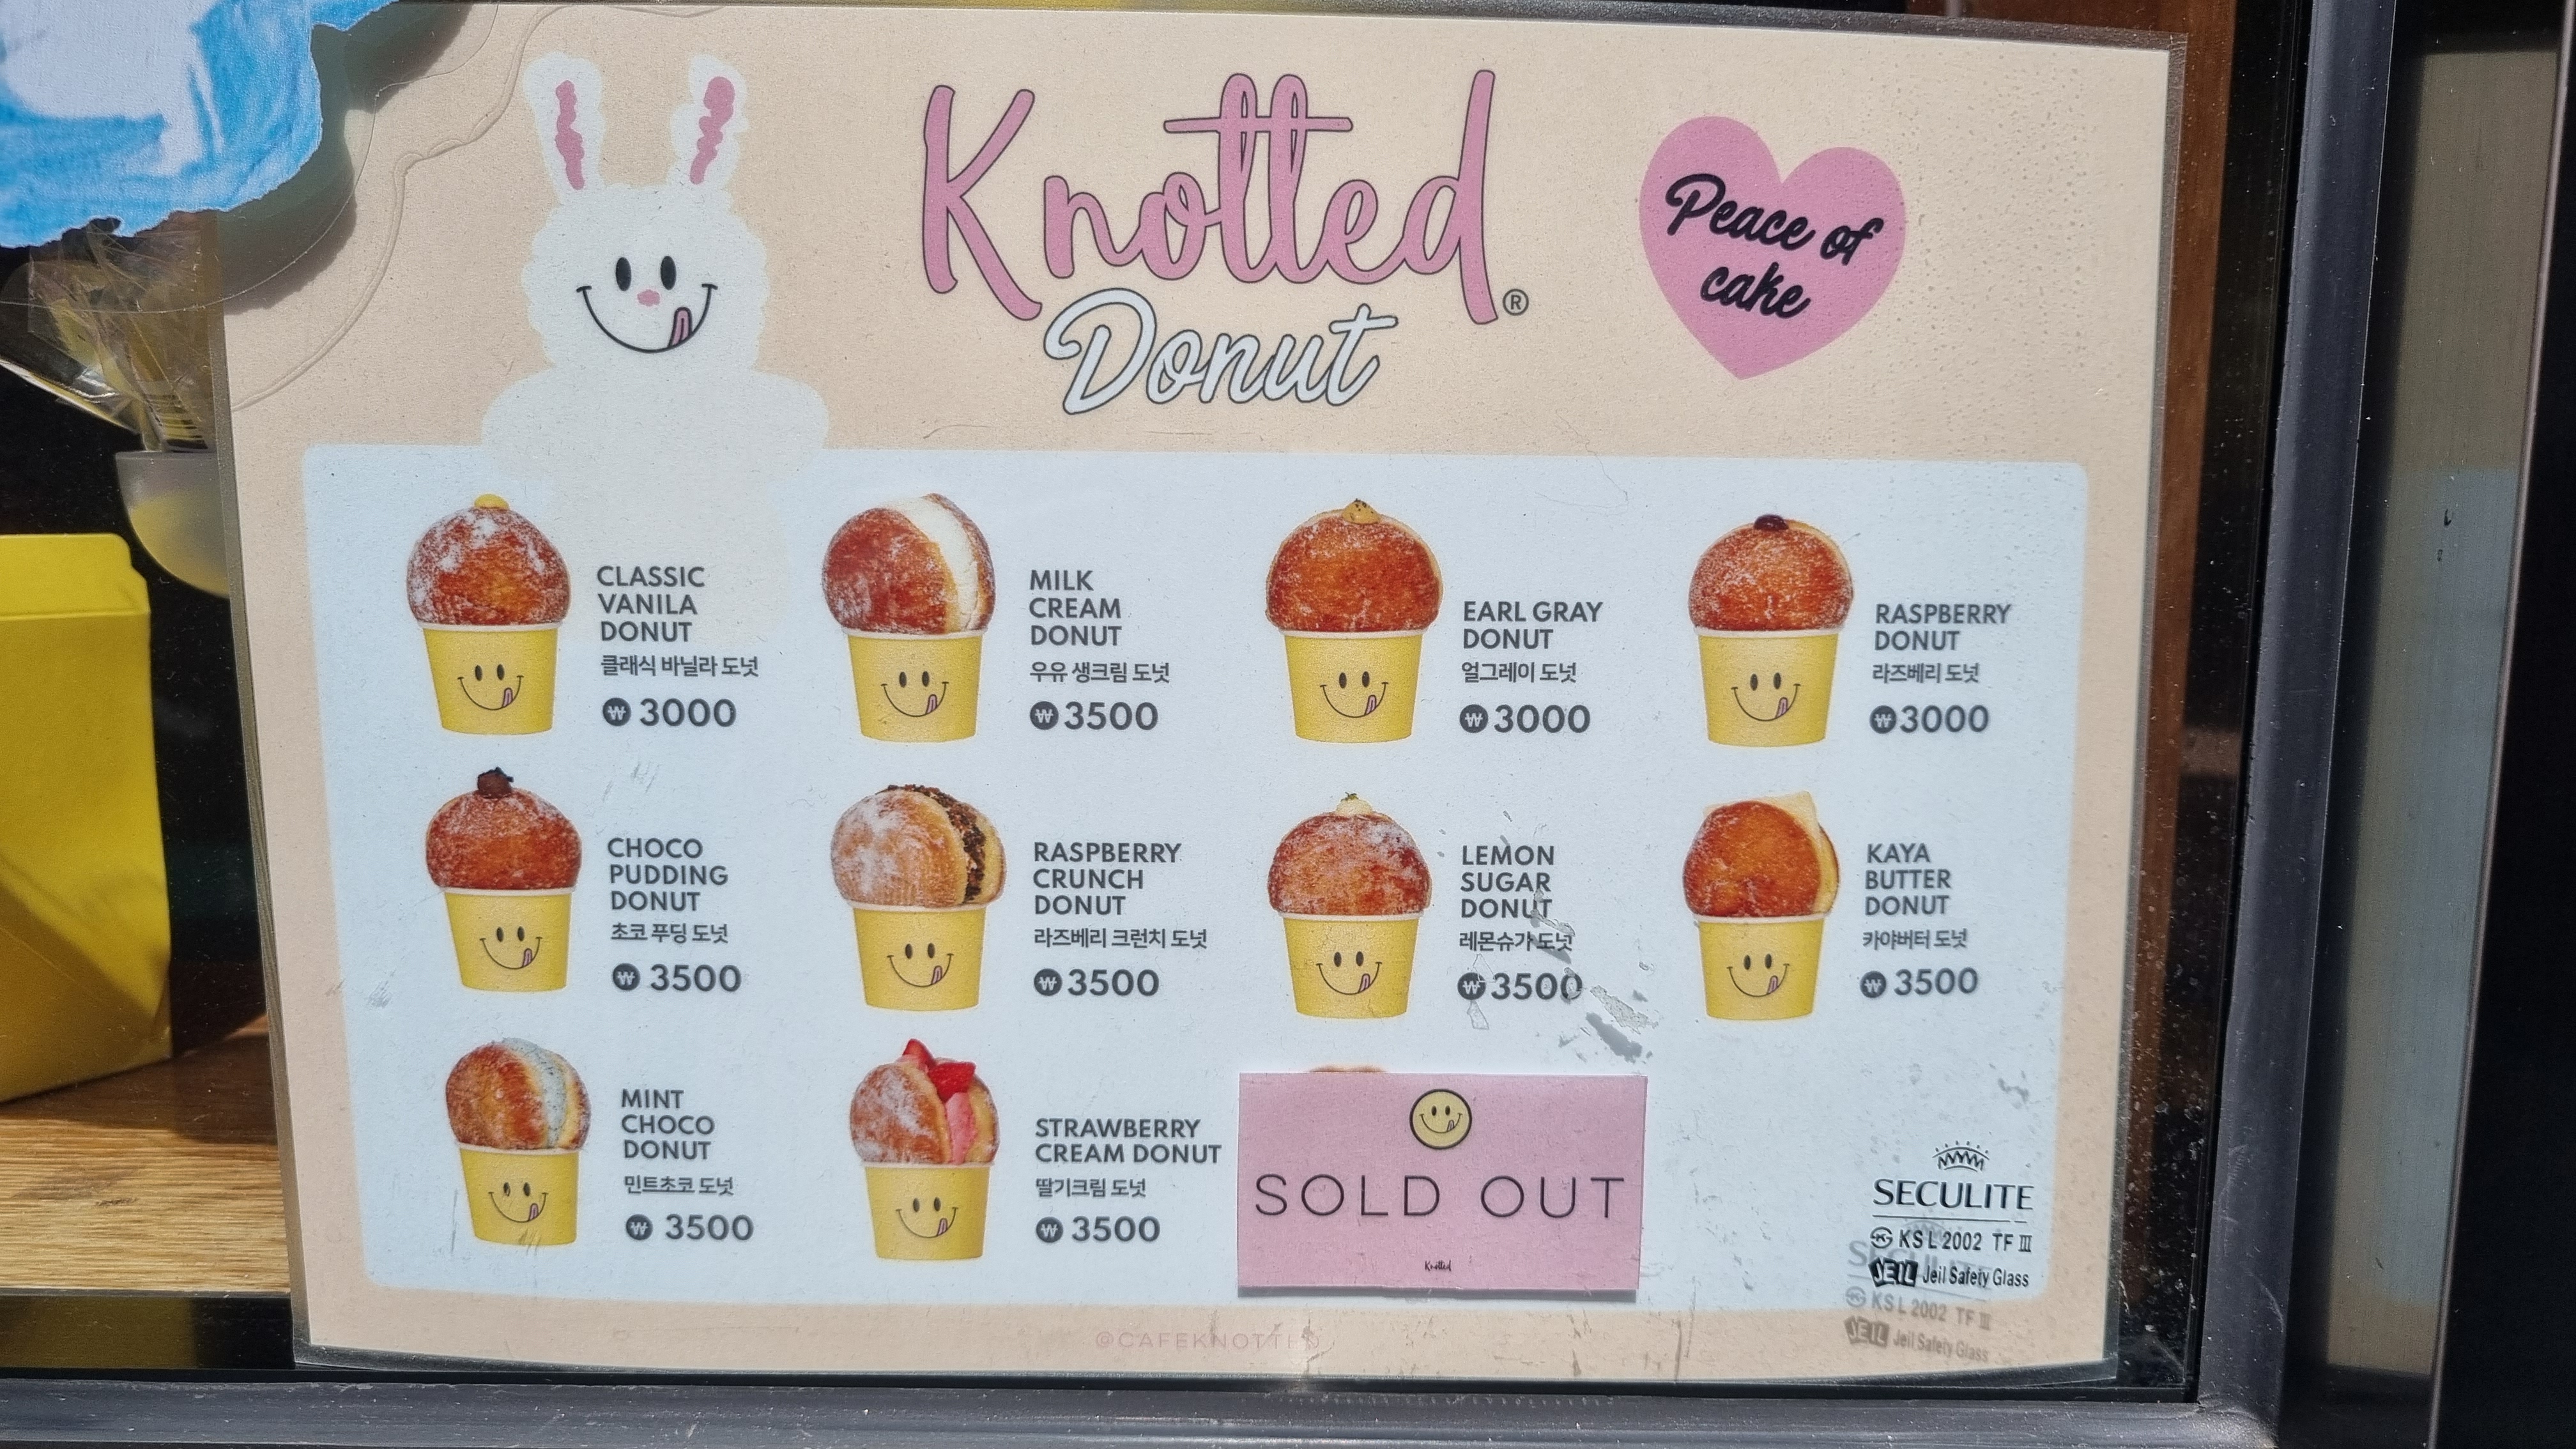 Knotted
Donut
®
Peace of
cake
CLASSIC
VANILA
DONUT
클래식 바닐라 도넛
₩ 3000
MILK
CREAM
DONUT
우유 생크림 도넛
₩ 3500
EARL GRAY
DONUT
얼그레이 도넛
₩ 3000
RASPBERRY
DONUT
라즈베리 도넛
₩ 3000
CHOCO
PUDDING
DONUT
초코 푸딩 도넛
₩ 3500
RASPBERRY
CRUNCH
DONUT
라즈베리 크런치 도넛
₩ 3500
LEMON
SUGAR
DONUT
레몬슈가 도넛
₩ 3500
KAYA
BUTTER
DONUT
카야버터 도넛
₩ 3500
MINT
CHOCO
DONUT
민트초코 도넛
₩ 3500
STRAWBERRY
CREAM DONUT
딸기크림 도넛
₩ 3500
SOLD OUT
Knotted
SECULITE
KS L 2002 TF Ⅲ
JEIL Jeil Safety Glass
@CAFEKNOTTED